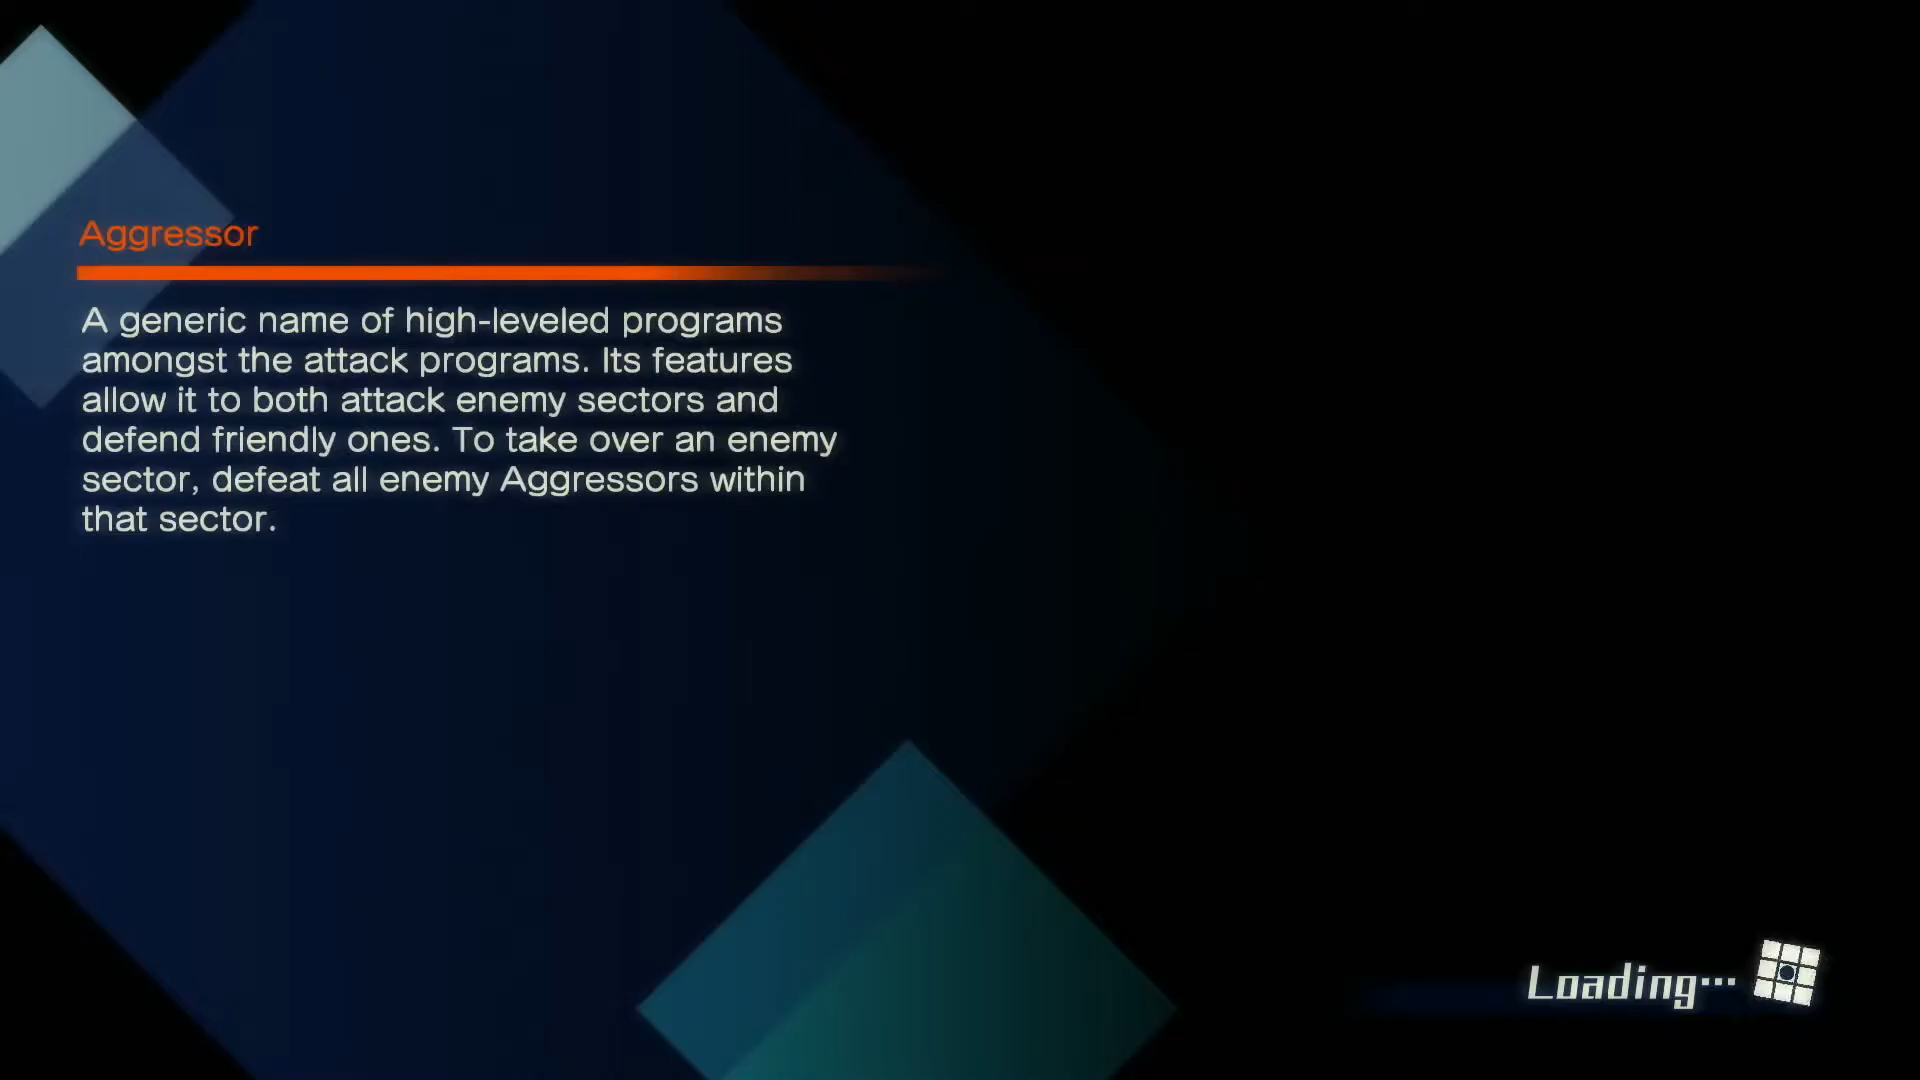 Aggressor
A generic name of high-leveled programs
amongst the attack programs. Its features
allow it to both attack enemy sectors and
defend friendly ones. To take over an enemy
sector, defeat all enemy Aggressors within
that sector.
Loading…